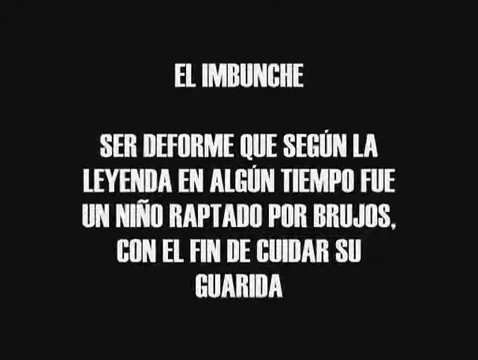 EL IMBUNCHE
SER DEFORME QUE SEGÚN LA
LEYENDA EN ALGÚN TIEMPO FUE
UN NIÑO RAPTADO POR BRUJOS,
CON EL FIN DE CUIDAR SU
GUARIDA